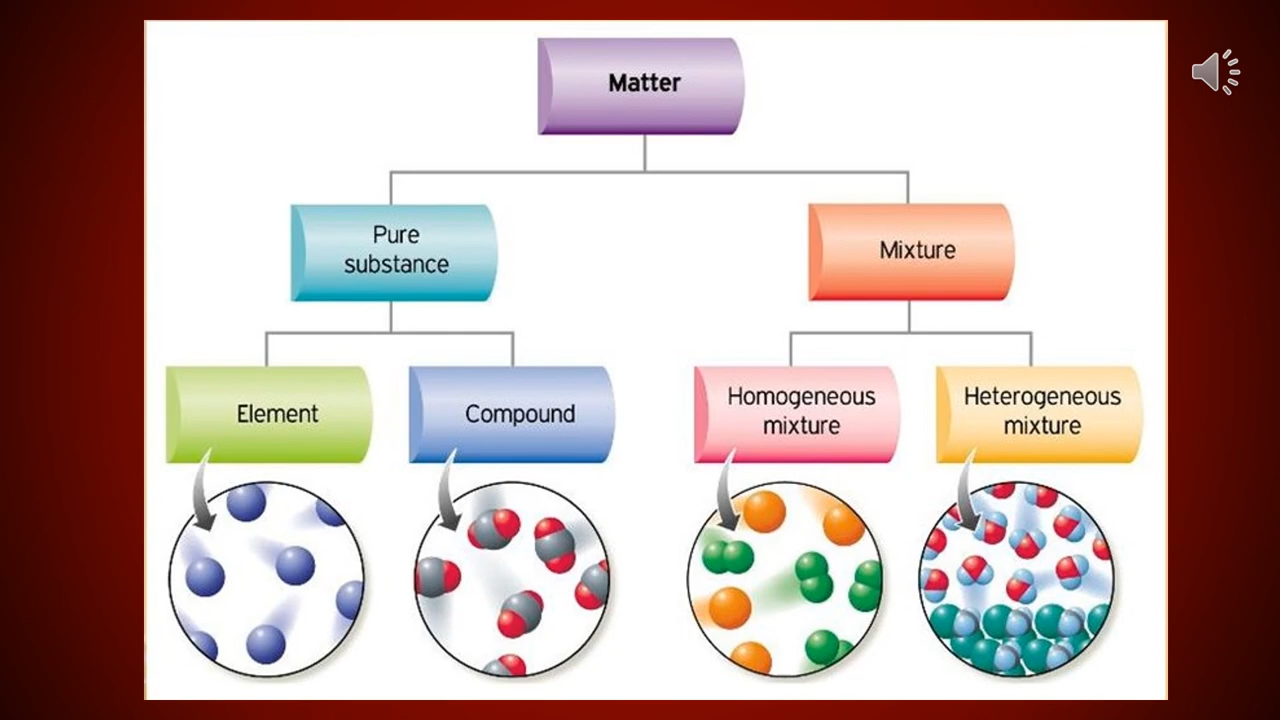 Matter
Pure
substance
Mixture
Element
Compound
Homogeneous
mixture
Heterogeneous
mixture